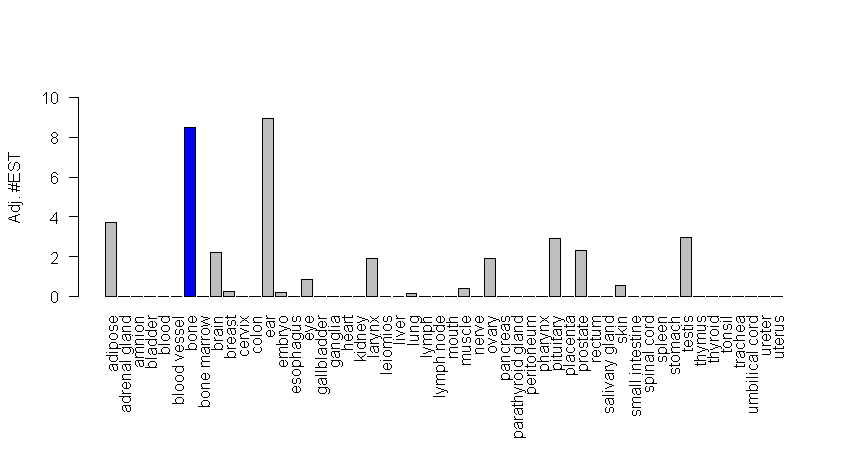 Adj. #EST
10
8
6
4
2
0
adipose
adrenal gland
amnion
bladder
blood
blood vessel
bone
bone marrow
brain
breast
cervix
colon
ear
embryo
esophagus
eye
gallbladder
ganglia
heart
kidney
larynx
leiomios
liver
lung
lymph
lymph node
mouth
muscle
nerve
ovary
pancreas
parathyroid gland
peritoneum
pharynx
pituitary
placenta
prostate
rectum
salivary gland
skin
small intestine
spinal cord
spleen
stomach
testis
thymus
thyroid
tonsil
trachea
umbilical cord
ureter
uterus